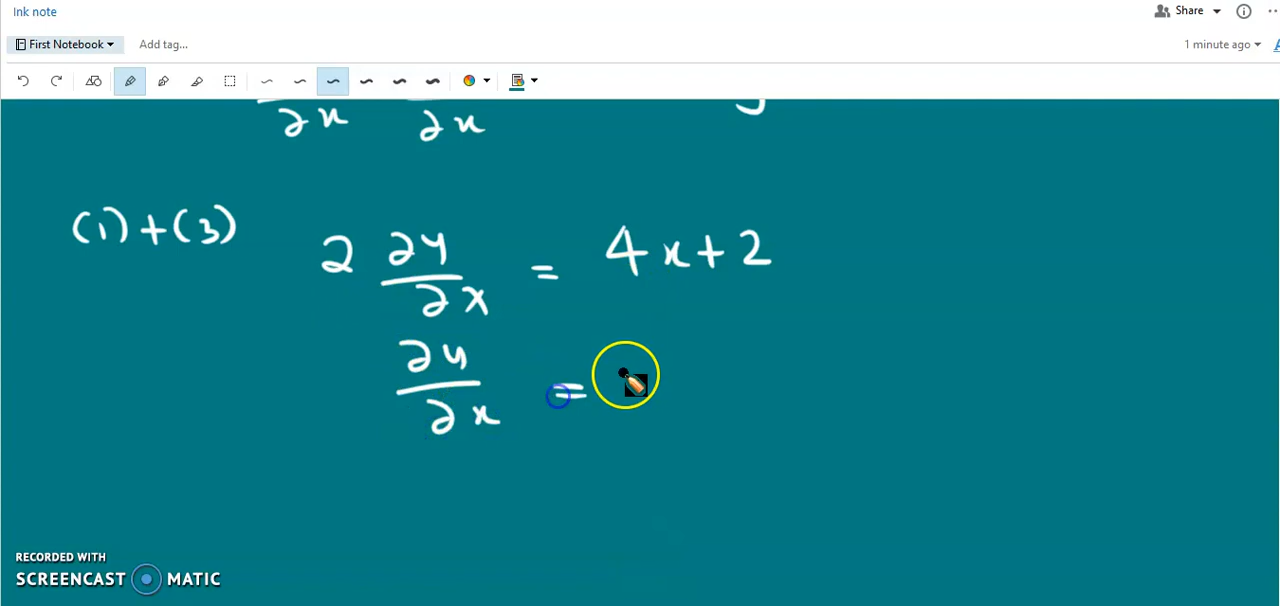 Ink note
Share
First Notebook
Add tag...
1 minute ago
∂x ∂x
(1)+(3) 2 ∂u/∂x = 4x+2
∂u/∂x =
RECORDED WITH
SCREENCAST MATIC